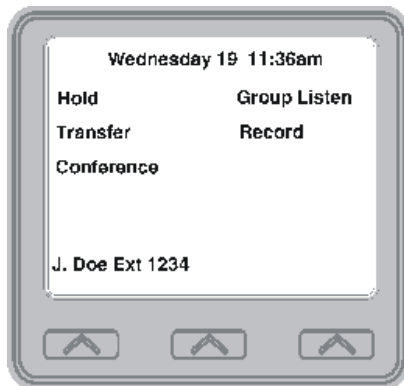 Wednesday 19 11:36am
Hold Group Listen
Transfer Record
Conference
J. Doe Ext 1234